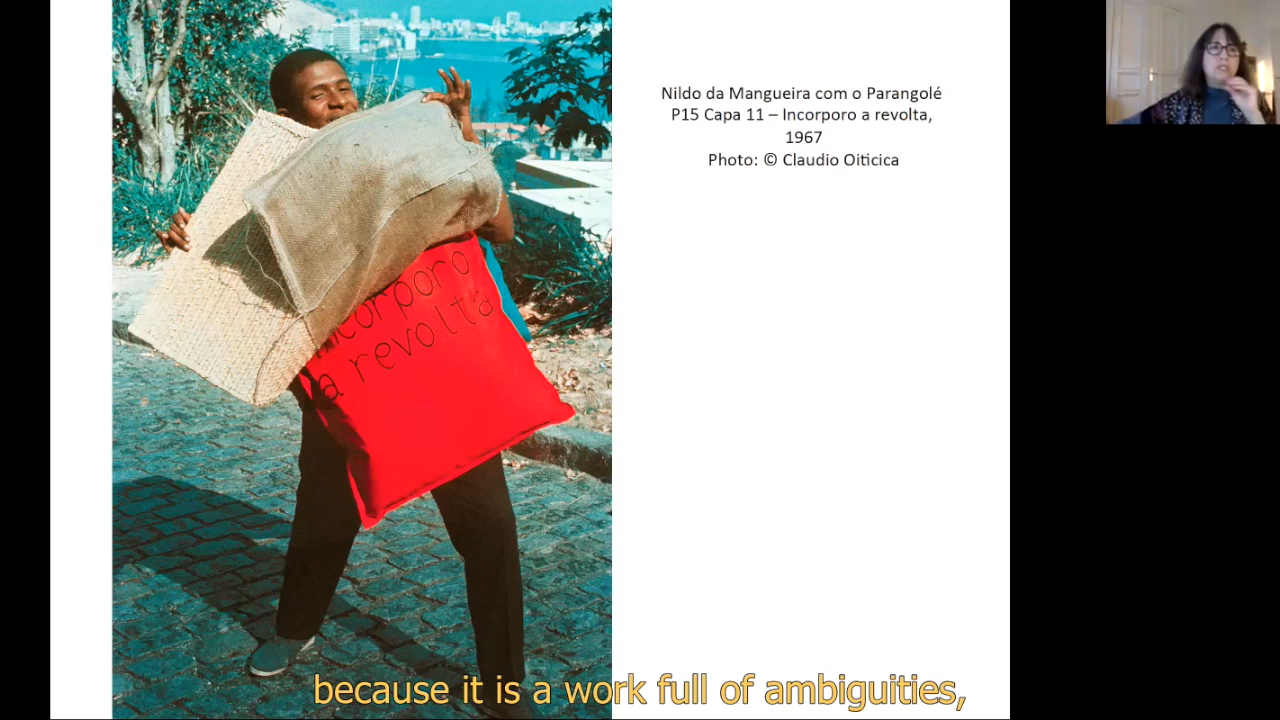 Nildo da Mangueira com o Parangolé
P15 Capa 11 – Incorporo a revolta,
1967
Photo: © Claudio Oiticica
incorporo
a revolta
because it is a work full of ambiguities,